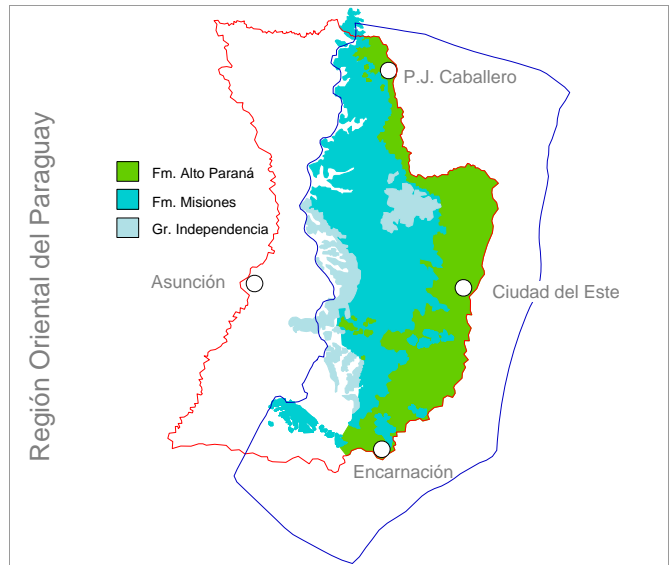 Región Oriental del Paraguay
P.J. Caballero
Fm. Alto Paraná
Fm. Misiones
Gr. Independencia
Asunción
Ciudad del Este
Encarnación